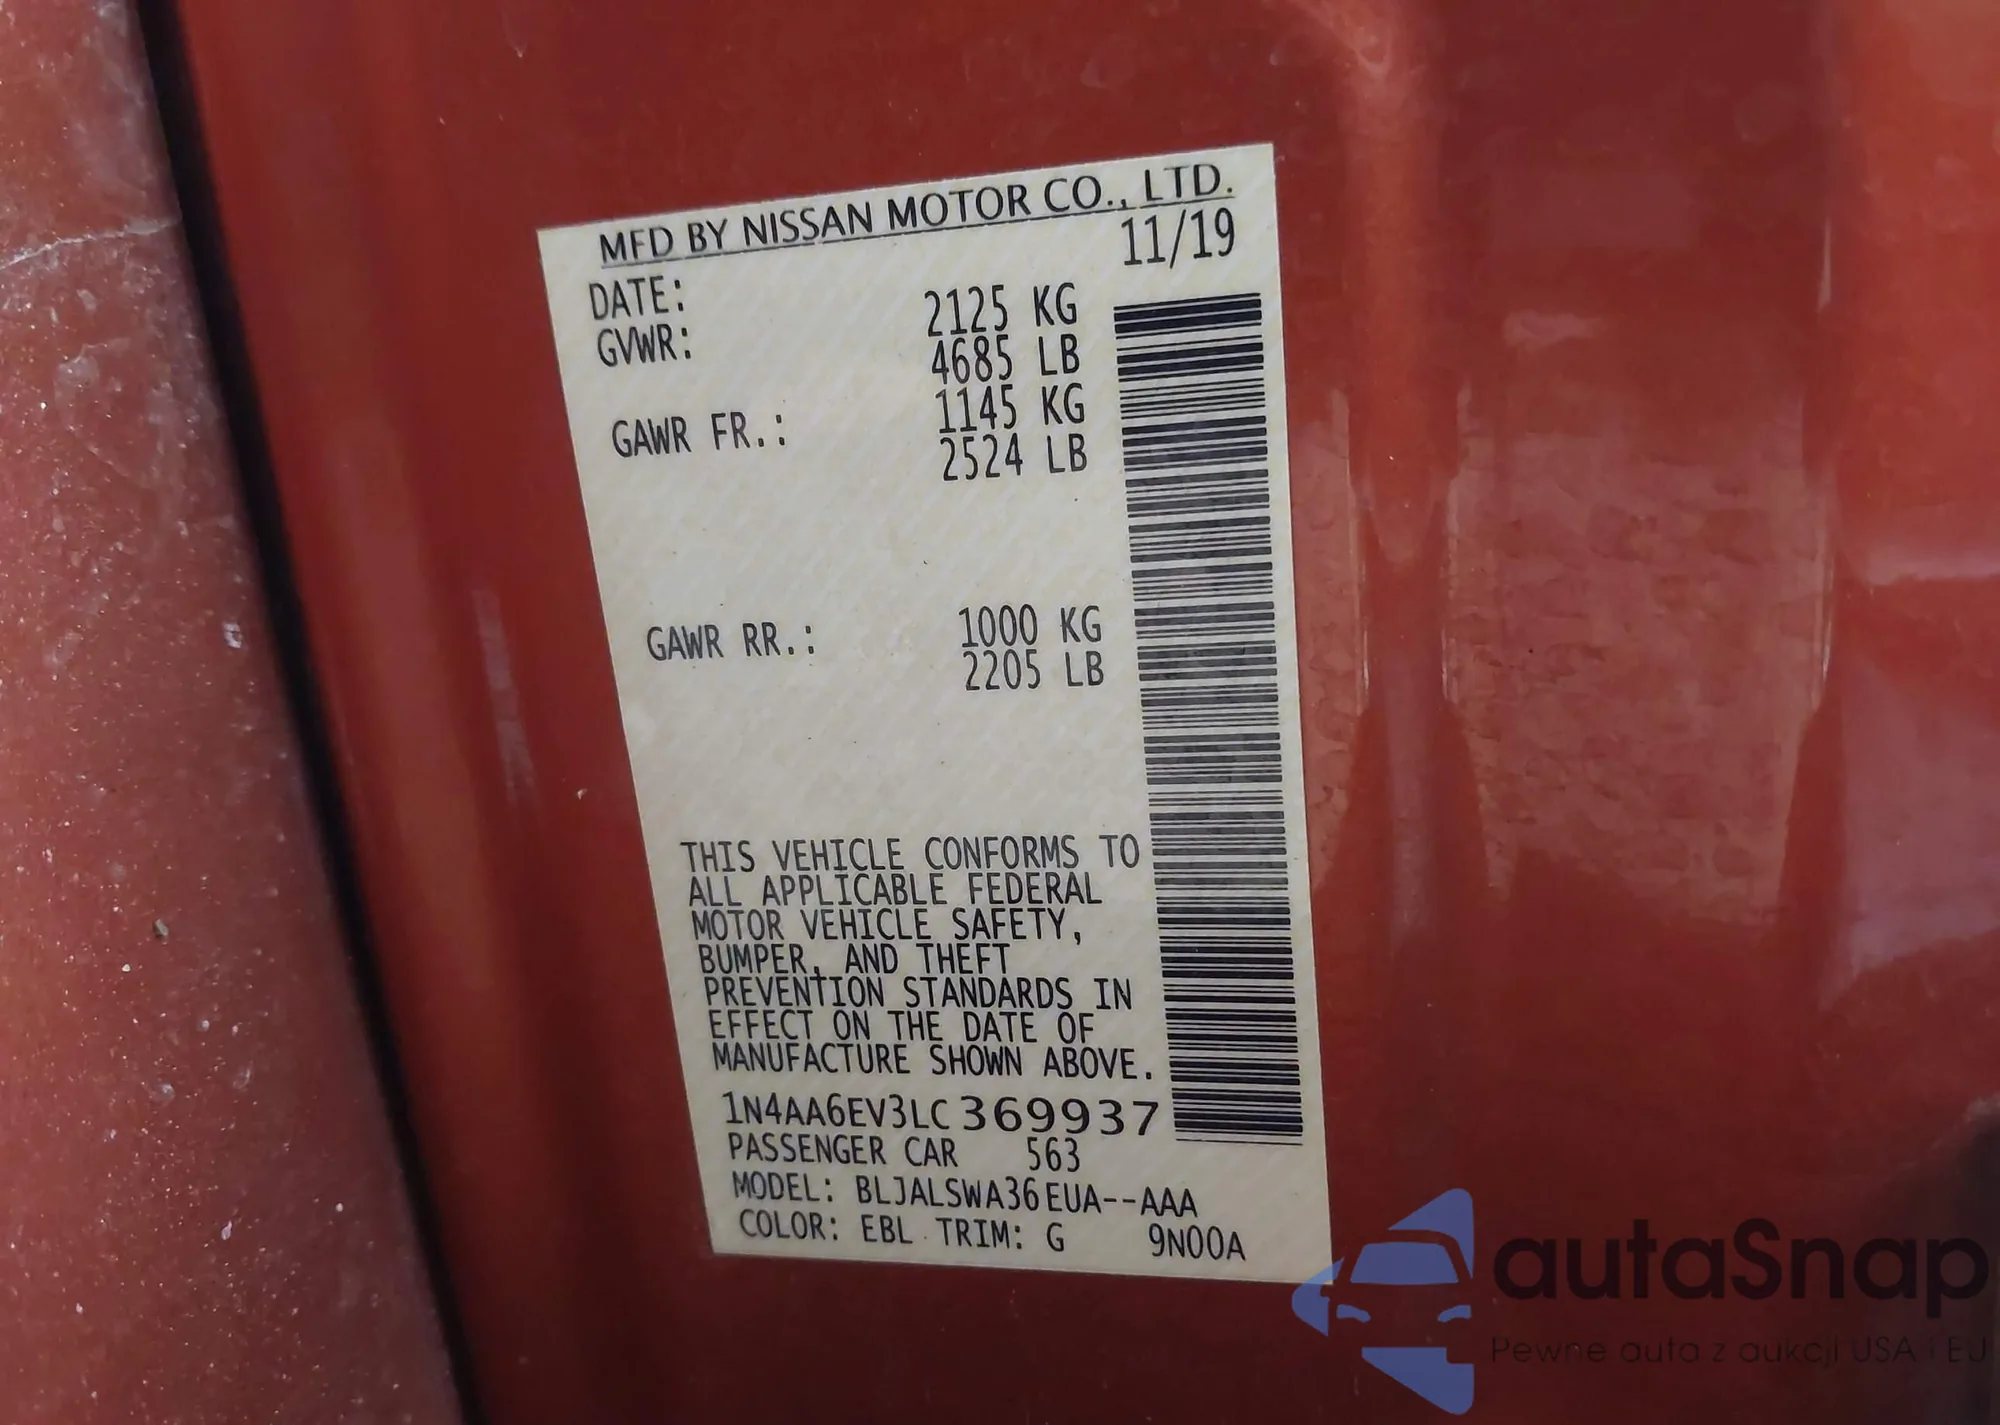 MFD BY NISSAN MOTOR CO., LTD.
DATE: 11/19
GVWR: 2125 KG
4685 LB
GAWR FR.: 1145 KG
2524 LB
GAWR RR.: 1000 KG
2205 LB
THIS VEHICLE CONFORMS TO
ALL APPLICABLE FEDERAL
MOTOR VEHICLE SAFETY,
BUMPER, AND THEFT
PREVENTION STANDARDS IN
EFFECT ON THE DATE OF
MANUFACTURE SHOWN ABOVE.
1N4AA6EV3LC369937
PASSENGER CAR 563
MODEL: BLJALSWA36EUA--AAA
COLOR: EBL TRIM: G 9N00A
autaSnap
Pewne auta z aukcji USA i EU